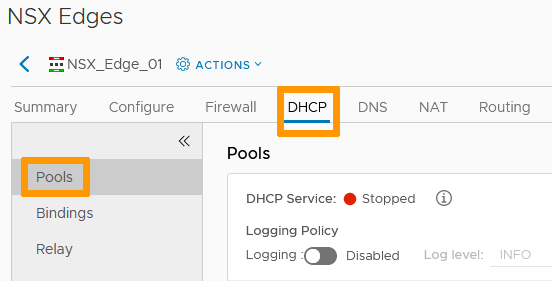 NSX Edges
NSX_Edge_01 ACTIONS
Summary Configure Firewall DHCP DNS NAT Routing
Pools
Bindings
Relay
Pools
DHCP Service: Stopped
Logging Policy
Logging : Disabled Log level: INFO